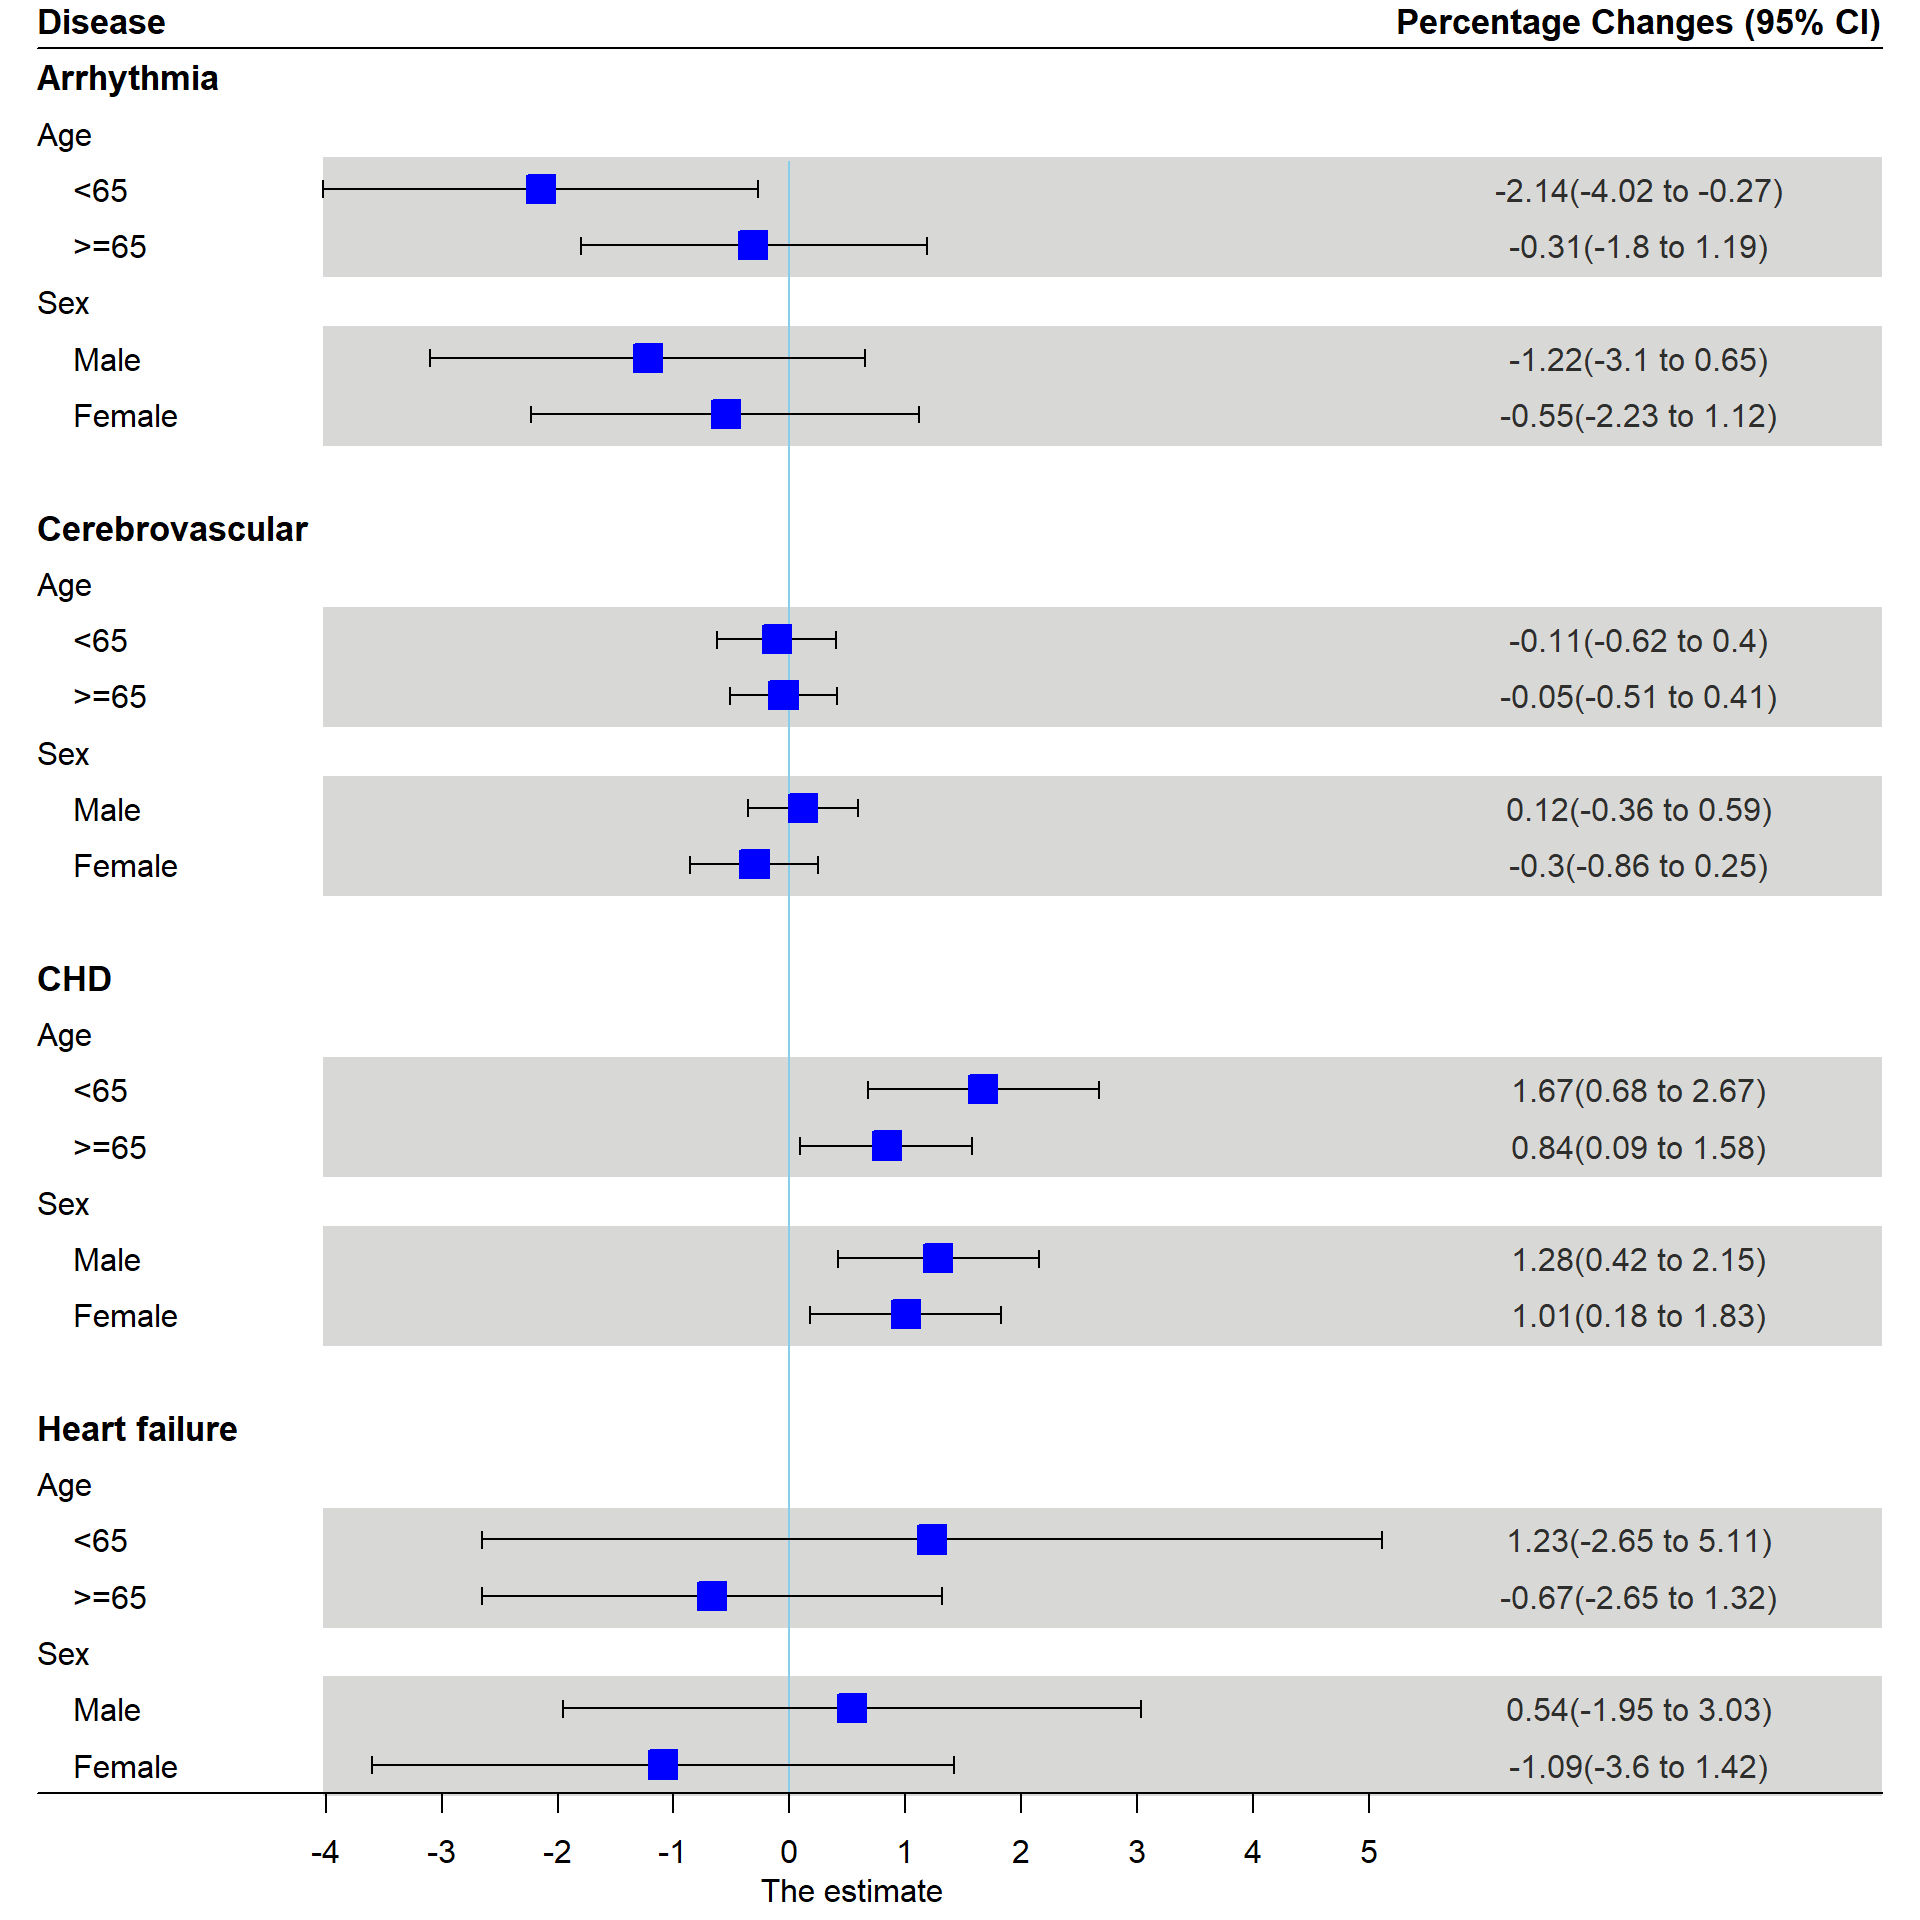 Disease Percentage Changes (95% CI)
Arrhythmia
Age
<65 -2.14(-4.02 to -0.27)
>=65 -0.31(-1.8 to 1.19)
Sex
Male -1.22(-3.1 to 0.65)
Female -0.55(-2.23 to 1.12)
Cerebrovascular
Age
<65 -0.11(-0.62 to 0.4)
>=65 -0.05(-0.51 to 0.41)
Sex
Male 0.12(-0.36 to 0.59)
Female -0.3(-0.86 to 0.25)
CHD
Age
<65 1.67(0.68 to 2.67)
>=65 0.84(0.09 to 1.58)
Sex
Male 1.28(0.42 to 2.15)
Female 1.01(0.18 to 1.83)
Heart failure
Age
<65 1.23(-2.65 to 5.11)
>=65 -0.67(-2.65 to 1.32)
Sex
Male 0.54(-1.95 to 3.03)
Female -1.09(-3.6 to 1.42)
-4 -3 -2 -1 0 1 2 3 4 5
The estimate